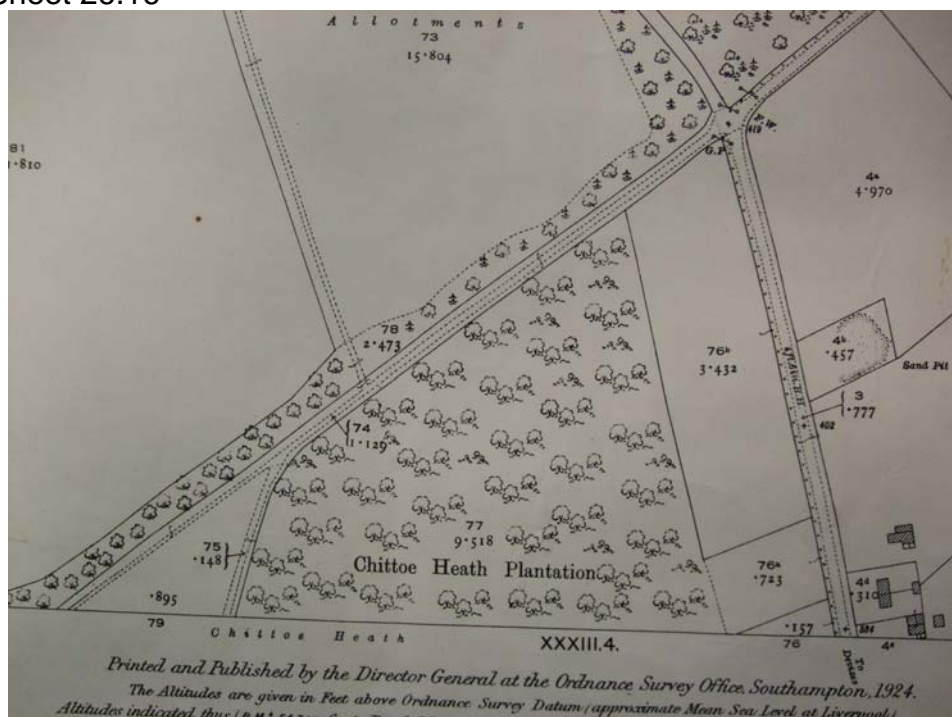 Sheet 26.16
Allotments
73
15·804
81
1·810
F. W.
419
G. P
4a
4·970
78
2·473
76b
3·432
4b
·457
Sand Pit
3
·777
402
74
1·129
77
9·518
Chittoe Heath Plantation
75
·148
76a
·723
4d
·310
·895
·157
79
Chittoe Heath
XXXIII.4.
76
To
Devizes
Printed and Published by the Director General at the Ordnance Survey Office, Southampton, 1924.
The Altitudes are given in Feet above Ordnance Survey Datum (approximate Mean Sea Level at Liverpool)
Altitudes indicated thus